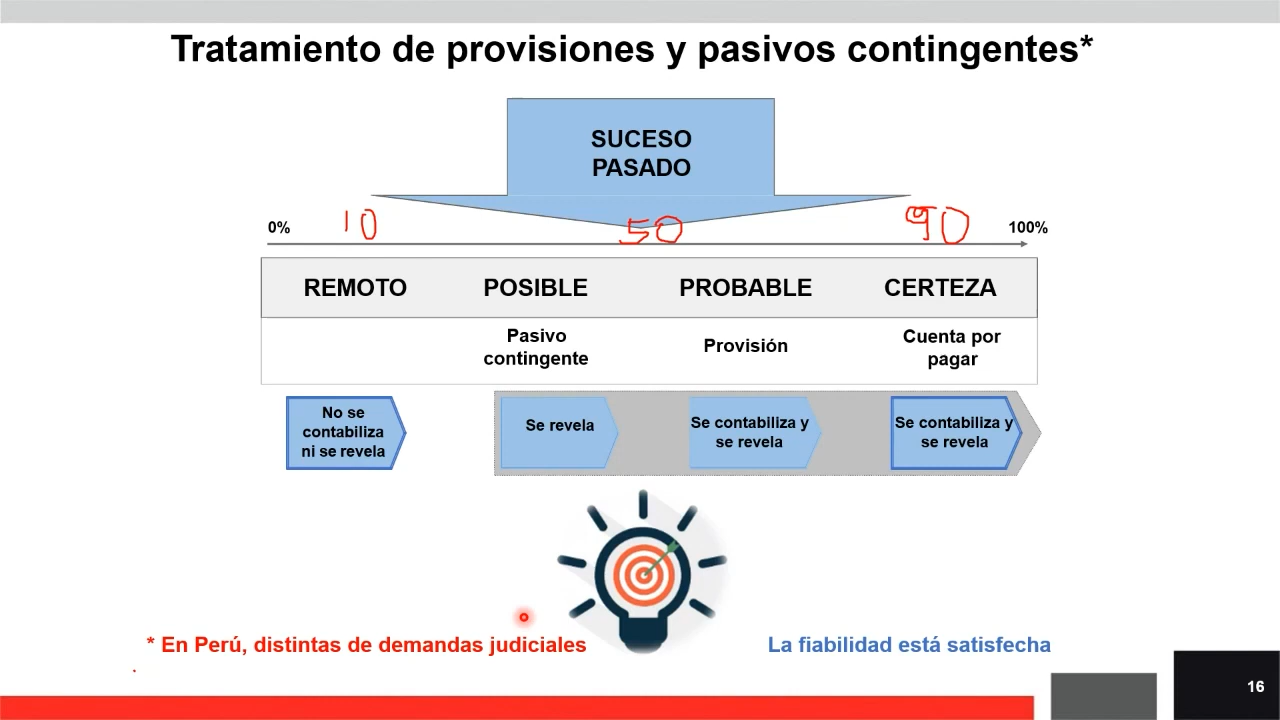 Tratamiento de provisiones y pasivos contingentes*
SUCESO
PASADO
0%
10
50
90
100%
REMOTO
POSIBLE
PROBABLE
CERTEZA
Pasivo
contingente
Provisión
Cuenta por
pagar
No se
contabiliza
ni se revela
Se revela
Se contabiliza y
se revela
Se contabiliza y
se revela
* En Perú, distintas de demandas judiciales
La fiabilidad está satisfecha
16